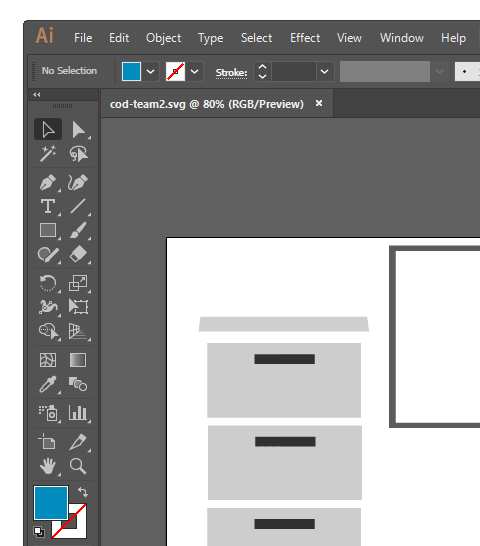 Ai File Edit Object Type Select Effect View Window Help
No Selection Stroke:
cod-team2.svg @ 80% (RGB/Preview) ×